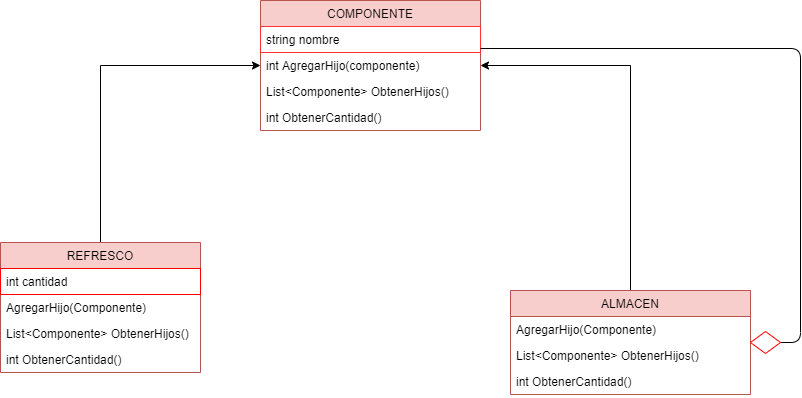 COMPONENTE
string nombre
int AgregarHijo(componente)
List<Componente> ObtenerHijos()
int ObtenerCantidad()
REFRESCO
int cantidad
AgregarHijo(Componente)
List<Componente> ObtenerHijos()
int ObtenerCantidad()
ALMACEN
AgregarHijo(Componente)
List<Componente> ObtenerHijos()
int ObtenerCantidad()